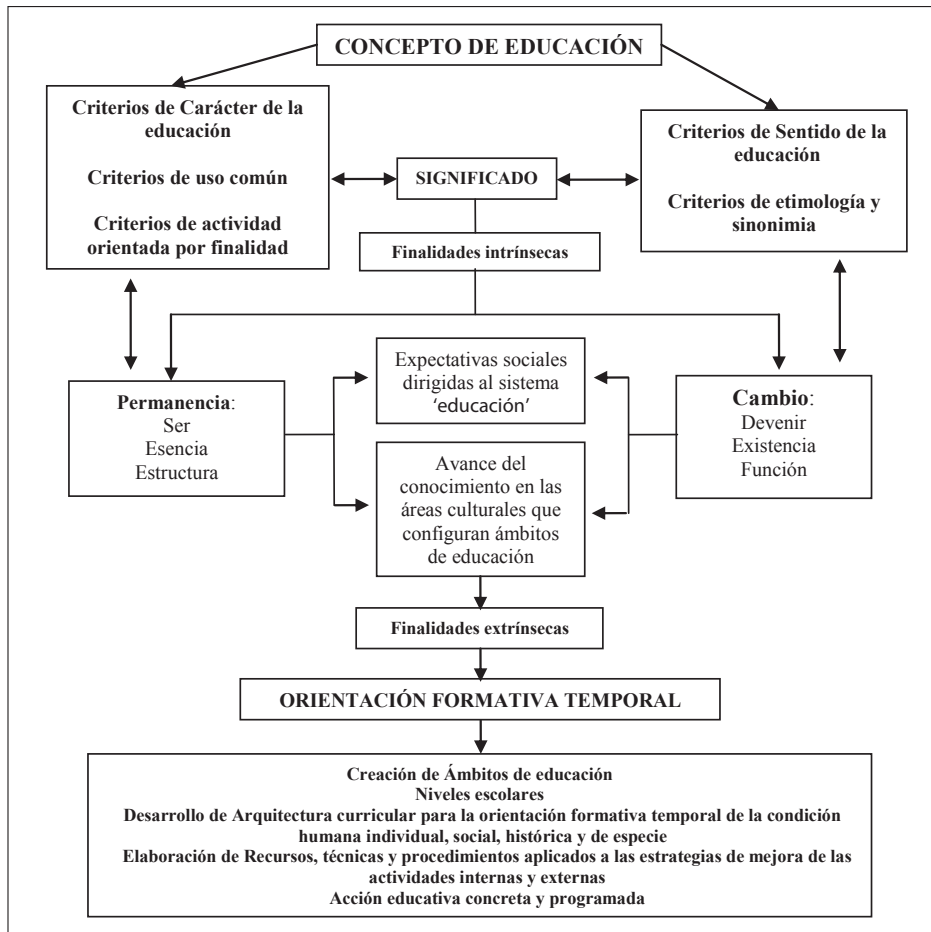 CONCEPTO DE EDUCACIÓN
Criterios de Carácter de la
educación
Criterios de uso común
Criterios de actividad
orientada por finalidad
SIGNIFICADO
Criterios de Sentido de la
educación
Criterios de etimología y
sinonimia
Finalidades intrínsecas
Permanencia:
Ser
Esencia
Estructura
Expectativas sociales
dirigidas al sistema
'educación'
Avance del
conocimiento en las
áreas culturales que
configuran ámbitos
de educación
Cambio:
Devenir
Existencia
Función
Finalidades extrínsecas
ORIENTACIÓN FORMATIVA TEMPORAL
Creación de Ámbitos de educación
Niveles escolares
Desarrollo de Arquitectura curricular para la orientación formativa temporal de la condición
humana individual, social, histórica y de especie
Elaboración de Recursos, técnicas y procedimientos aplicados a las estrategias de mejora de las
actividades internas y externas
Acción educativa concreta y programada